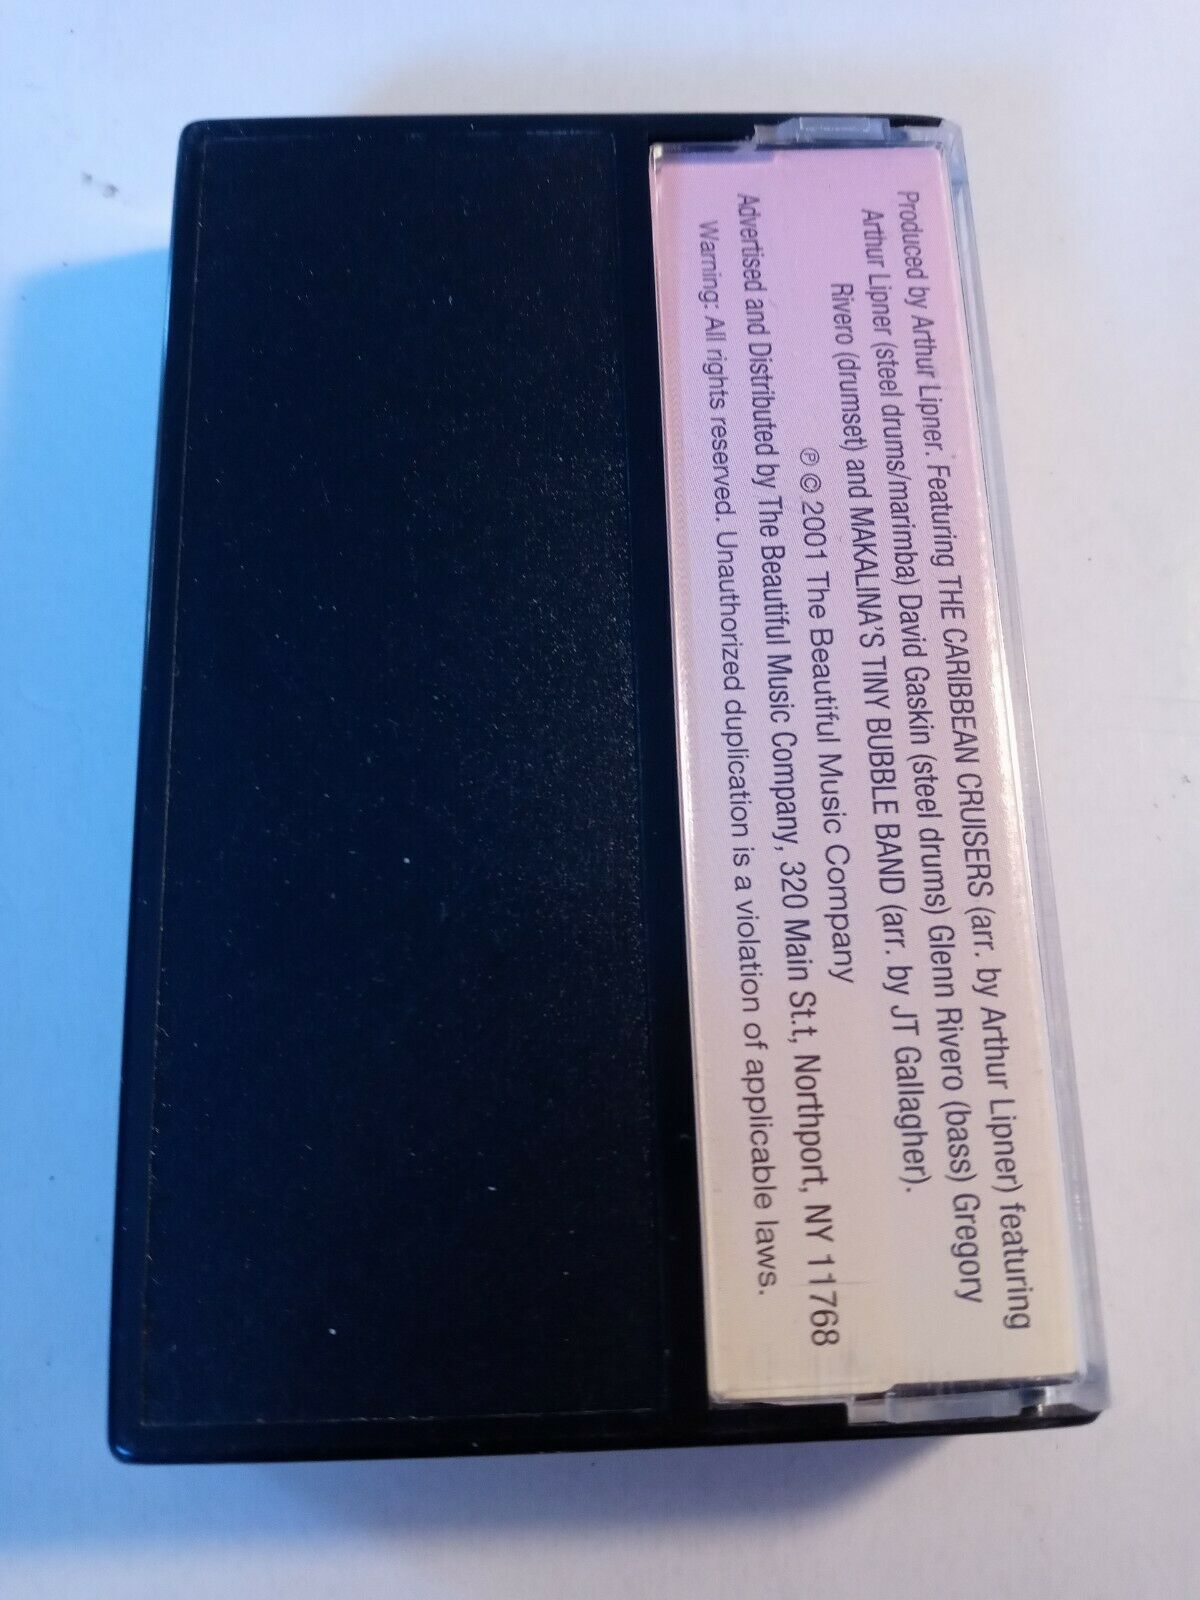 Produced by Arthur Lipner. Featuring THE CARIBBEAN CRUISERS (arr. by Arthur Lipner) featuring
Arthur Lipner (steel drums/marimba) David Gaskin (steel drums) Glenn Rivero (bass) Gregory
Rivero (drumset) and MAKALINA'S TINY BUBBLE BAND (arr. by JT Gallagher).
℗ © 2001 The Beautiful Music Company
Advertised and Distributed by The Beautiful Music Company, 320 Main St.t, Northport, NY 11768
Warning: All rights reserved. Unauthorized duplication is a violation of applicable laws.